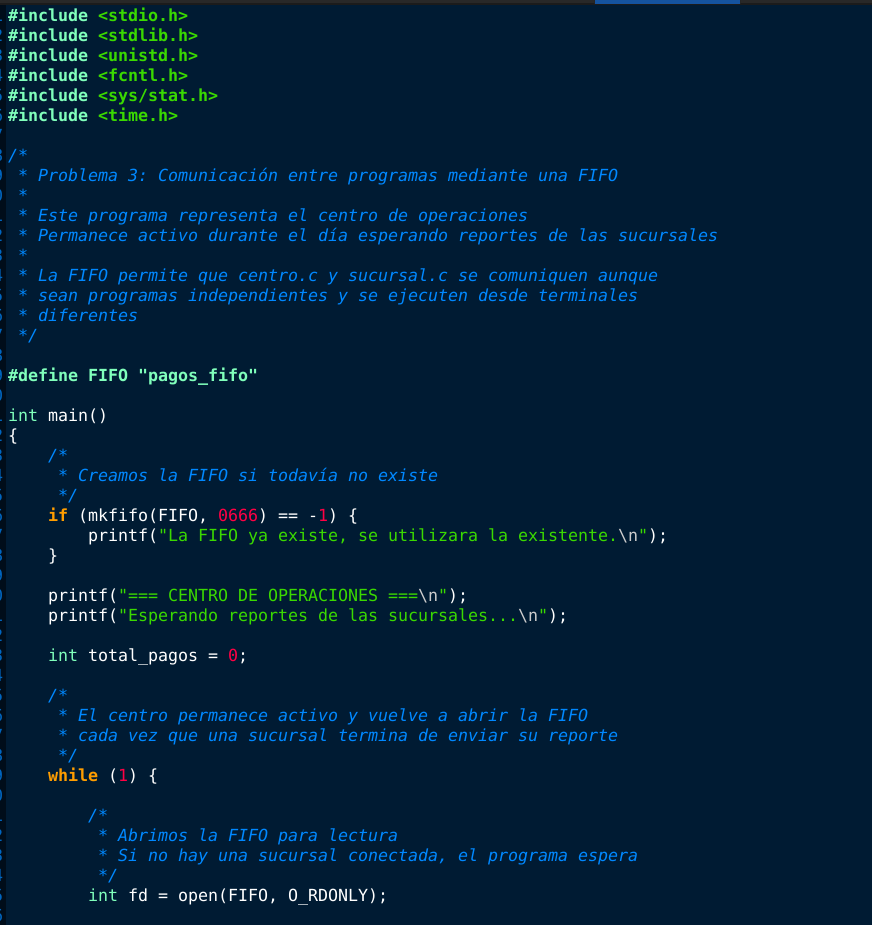 #include <stdio.h>
#include <stdlib.h>
#include <unistd.h>
#include <fcntl.h>
#include <sys/stat.h>
#include <time.h>
/*
 * Problema 3: Comunicación entre programas mediante una FIFO
 *
 * Este programa representa el centro de operaciones
 * Permanece activo durante el día esperando reportes de las sucursales
 *
 * La FIFO permite que centro.c y sucursal.c se comuniquen aunque
 * sean programas independientes y se ejecuten desde terminales
 * diferentes
 */
#define FIFO "pagos_fifo"
int main()
{
    /*
     * Creamos la FIFO si todavía no existe
     */
    if (mkfifo(FIFO, 0666) == -1) {
        printf("La FIFO ya existe, se utilizara la existente.\n");
    }
    printf("=== CENTRO DE OPERACIONES ===\n");
    printf("Esperando reportes de las sucursales...\n");
    int total_pagos = 0;
    /*
     * El centro permanece activo y vuelve a abrir la FIFO
     * cada vez que una sucursal termina de enviar su reporte
     */
    while (1) {
        /*
         * Abrimos la FIFO para lectura
         * Si no hay una sucursal conectada, el programa espera
         */
        int fd = open(FIFO, O_RDONLY);